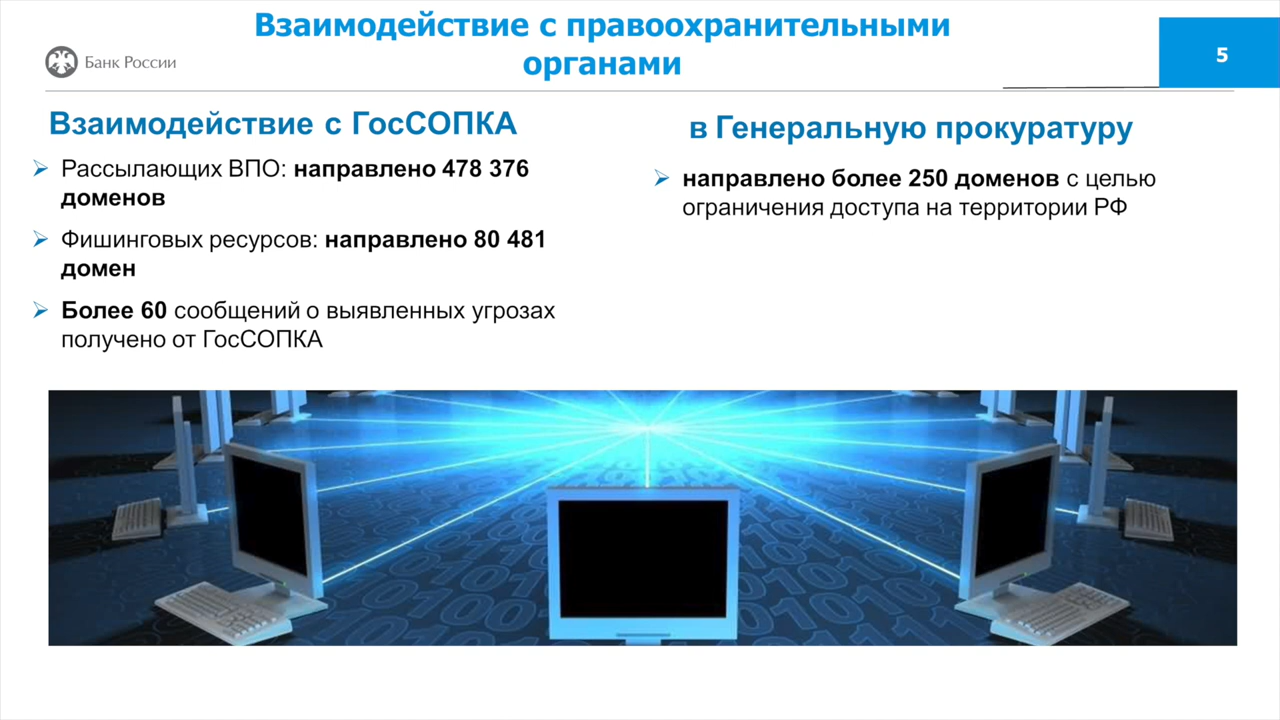 Взаимодействие с правоохранительными
органами
Банк России
5
Взаимодействие с ГосСОПКА
Рассылающих ВПО: направлено 478 376
доменов
Фишинговых ресурсов: направлено 80 481
домен
Более 60 сообщений о выявленных угрозах
получено от ГосСОПКА
в Генеральную прокуратуру
направлено более 250 доменов с целью
ограничения доступа на территории РФ